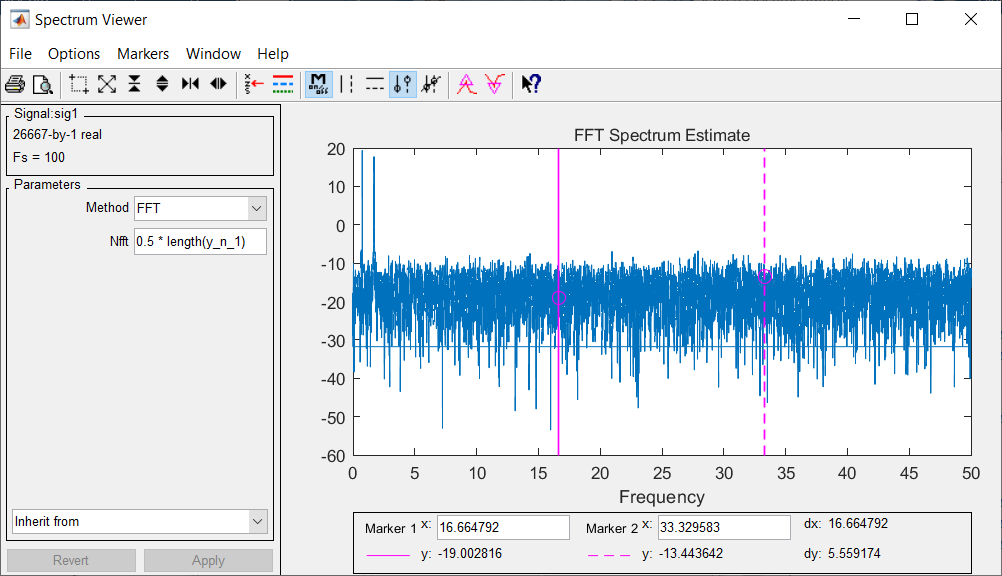 Spectrum Viewer
File Options Markers Window Help
M
on/off
Signal:sig1
26667-by-1 real
Fs = 100
Parameters
Method FFT
Nfft 0.5 * length(y_n_1)
Inherit from
Revert Apply
FFT Spectrum Estimate
20
10
0
-10
-20
-30
-40
-50
-60
0 5 10 15 20 25 30 35 40 45 50
Frequency
Marker 1 x: 16.664792 Marker 2 x: 33.329583 dx: 16.664792
y: -19.002816 y: -13.443642 dy: 5.559174